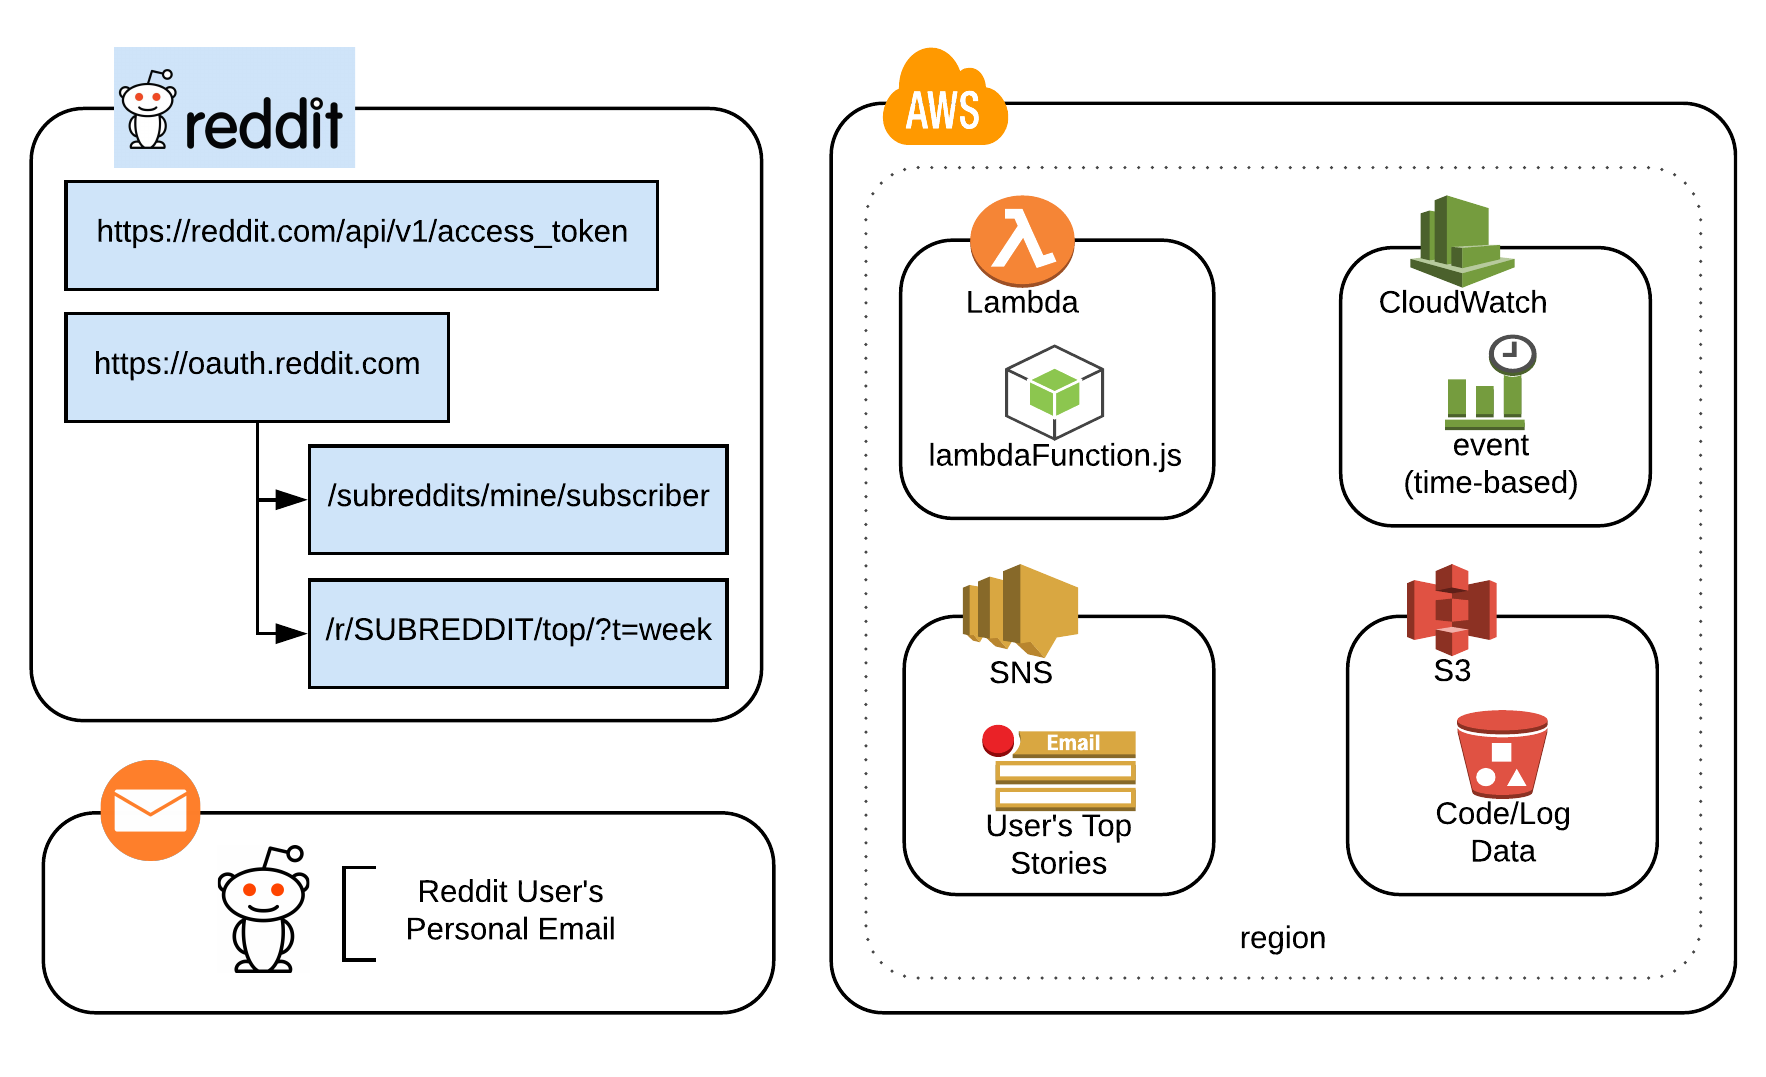 reddit
https://reddit.com/api/v1/access_token
https://oauth.reddit.com
/subreddits/mine/subscriber
/r/SUBREDDIT/top/?t=week
Reddit User's
Personal Email
AWS
Lambda
lambdaFunction.js
CloudWatch
event
(time-based)
SNS
Email
User's Top
Stories
S3
Code/Log
Data
region